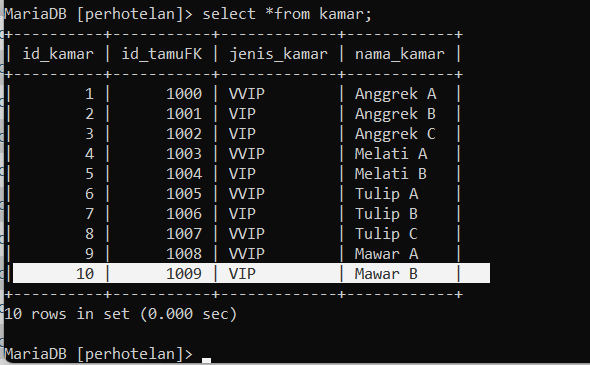 MariaDB [perhotelan]> select *from kamar;
+----------+-----------+-------------+------------+
| id_kamar | id_tamuFK | jenis_kamar | nama_kamar |
+----------+-----------+-------------+------------+
|        1 |      1000 | VVIP        | Anggrek A  |
|        2 |      1001 | VIP         | Anggrek B  |
|        3 |      1002 | VIP         | Anggrek C  |
|        4 |      1003 | VVIP        | Melati A   |
|        5 |      1004 | VIP         | Melati B   |
|        6 |      1005 | VVIP        | Tulip A    |
|        7 |      1006 | VIP         | Tulip B    |
|        8 |      1007 | VVIP        | Tulip C    |
|        9 |      1008 | VVIP        | Mawar A    |
|       10 |      1009 | VIP         | Mawar B    |
+----------+-----------+-------------+------------+
10 rows in set (0.000 sec)
MariaDB [perhotelan]> _